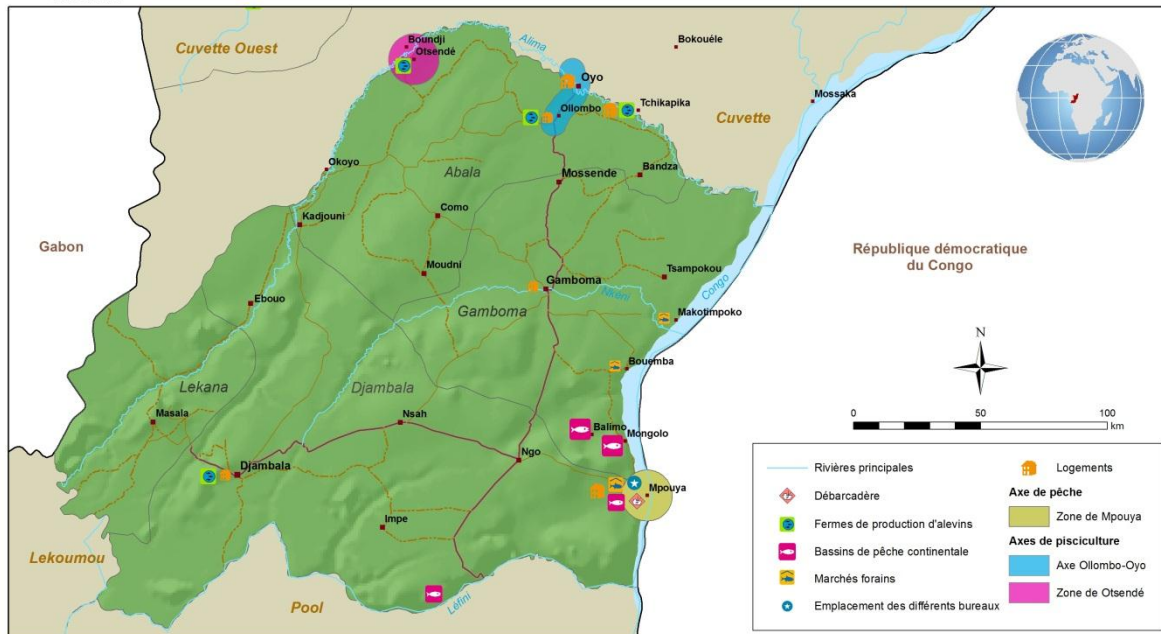 Cuvette Ouest
Boundji
Otsendé
Alima
Bokouélé
Oyo
Mossaka
Ollombo
Tchikapika
Cuvette
Okoyo
Abala
Mossende
Bandza
Como
Kadjouni
Gabon
République démocratique
du Congo
Moudni
Tsampokou
Gamboma
Nkéni
Congo
Ebouo
Gamboma
Makotimpoko
N
Bouemba
Lekana
Djambala
Masala
Nsah
Balimo
Mongolo
0
50
100
km
Ngo
Djambala
Mpouya
Impe
Lekoumou
Pool
Léfini
Rivières principales
Débarcadère
Fermes de production d'alevins
Bassins de pêche continentale
Marchés forains
Emplacement des différents bureaux
Logements
Axe de pêche
Zone de Mpouya
Axes de pisciculture
Axe Ollombo-Oyo
Zone de Otsendé